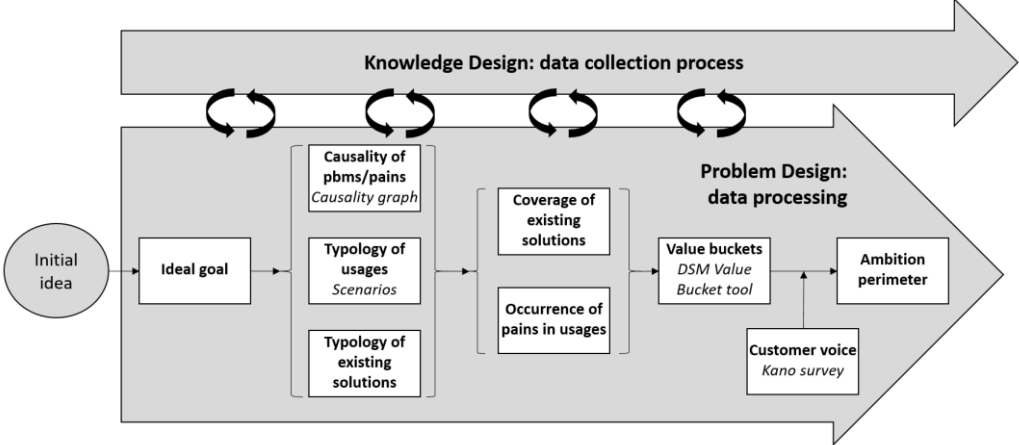 Knowledge Design: data collection process
Problem Design:
data processing
Initial
idea
Ideal goal
Causality of
pbms/pains
Causality graph
Typology of
usages
Scenarios
Typology of
existing
solutions
Coverage of
existing
solutions
Occurrence of
pains in usages
Value buckets
DSM Value
Bucket tool
Customer voice
Kano survey
Ambition
perimeter